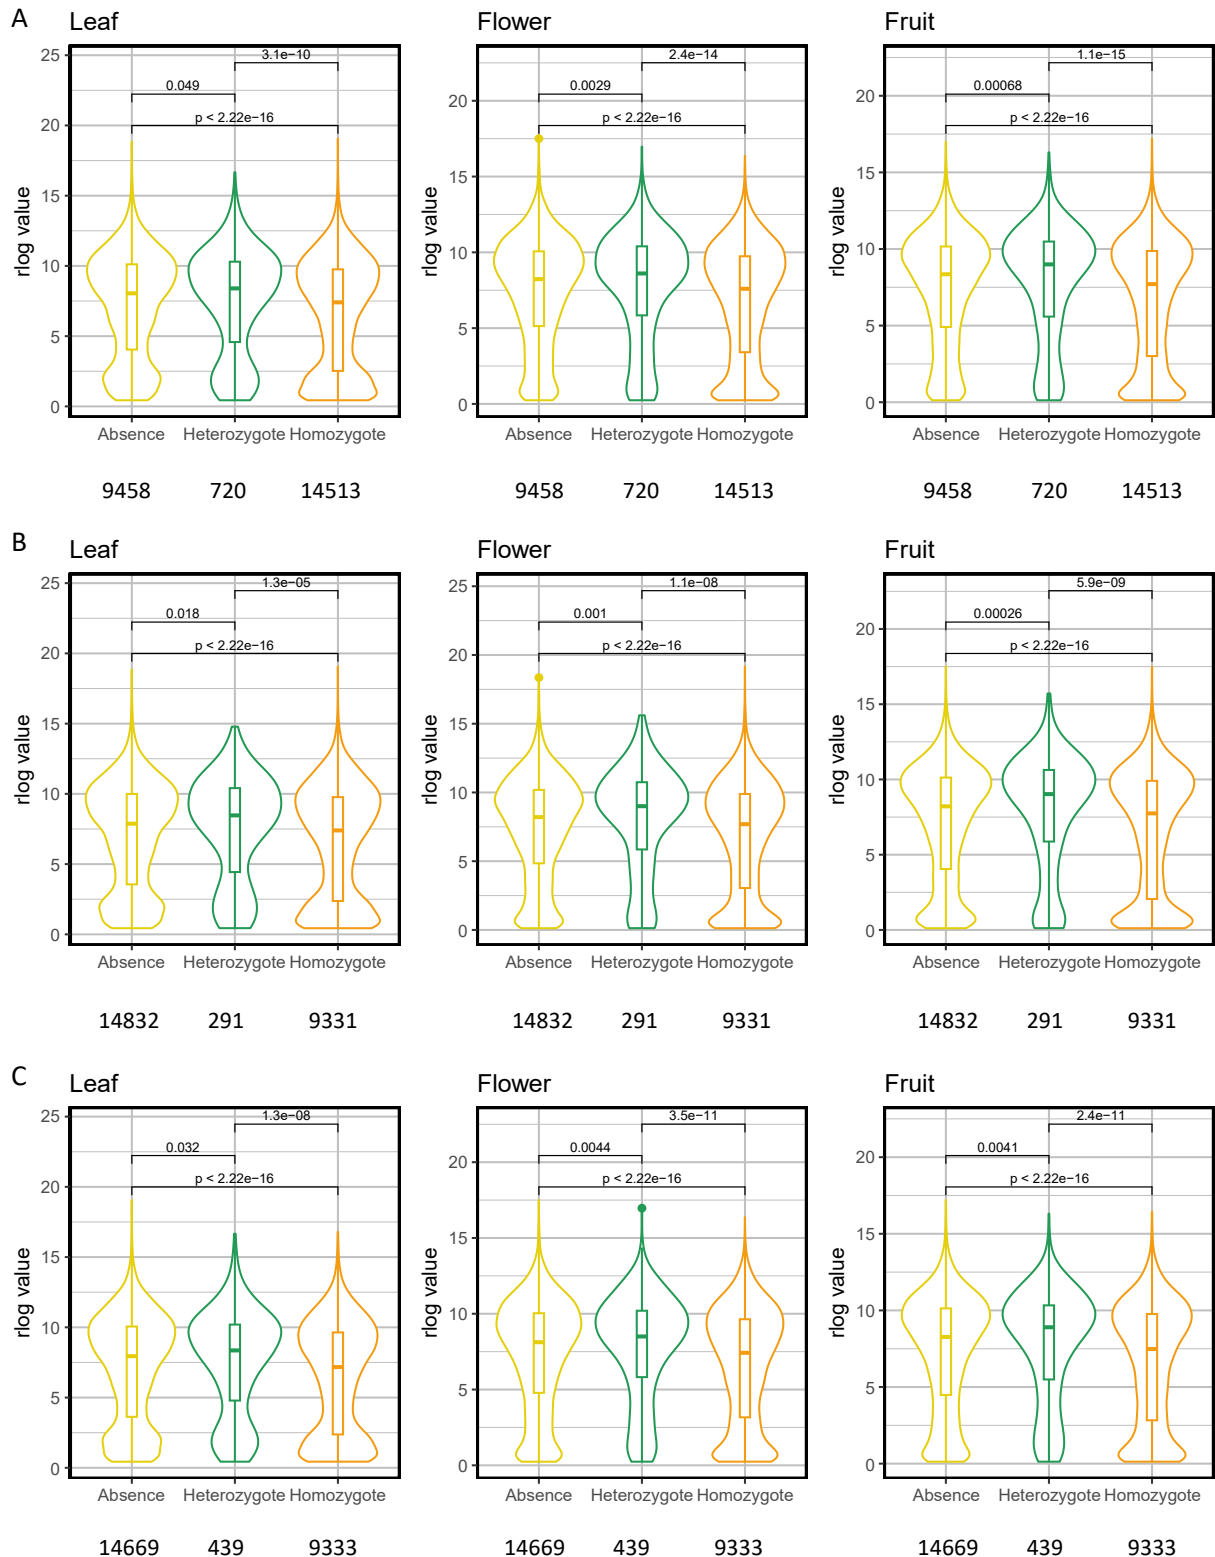 A
Leaf
Flower
Fruit
rlog value
25
20
15
10
5
0
3.1e−10
0.049
p < 2.22e−16
Absence Heterozygote Homozygote
rlog value
20
15
10
5
0
2.4e−14
0.0029
p < 2.22e−16
Absence Heterozygote Homozygote
rlog value
20
15
10
5
0
1.1e−15
0.00068
p < 2.22e−16
Absence Heterozygote Homozygote
9458 720 14513
9458 720 14513
9458 720 14513
B
Leaf
Flower
Fruit
rlog value
25
20
15
10
5
0
1.3e−05
0.018
p < 2.22e−16
Absence Heterozygote Homozygote
rlog value
25
20
15
10
5
0
1.1e−08
0.001
p < 2.22e−16
Absence Heterozygote Homozygote
rlog value
20
15
10
5
0
5.9e−09
0.00026
p < 2.22e−16
Absence Heterozygote Homozygote
14832 291 9331
14832 291 9331
14832 291 9331
C
Leaf
Flower
Fruit
rlog value
25
20
15
10
5
0
1.3e−08
0.032
p < 2.22e−16
Absence Heterozygote Homozygote
rlog value
20
15
10
5
0
3.5e−11
0.0044
p < 2.22e−16
Absence Heterozygote Homozygote
rlog value
20
15
10
5
0
2.4e−11
0.0041
p < 2.22e−16
Absence Heterozygote Homozygote
14669 439 9333
14669 439 9333
14669 439 9333